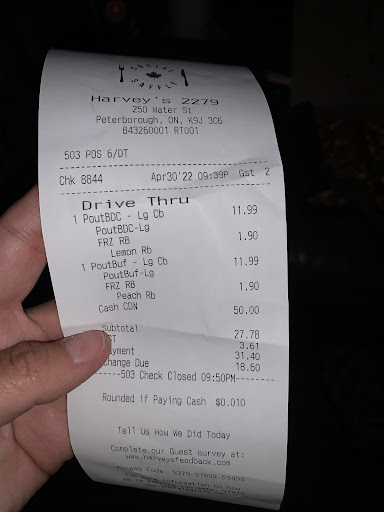 Harvey's 2279
250 Water St
Peterborough, ON, K9J 3C6
843260001 RT001
503 POS 6/DT
Chk 8844 Apr30'22 09:39P Gst 2
Drive Thru
1 PoutBDC - Lg Cb 11.99
PoutBDC-Lg
FRZ RB 1.90
Lemon Rb
1 PoutBuf - Lg Cb 11.99
PoutBuf-Lg
FRZ RB 1.90
Peach Rb
Cash CDN 50.00
Subtotal 27.78
3.61
31.40
Change Due 18.60
-----503 Check Closed 09:50PM-------
Rounded if Paying Cash $0.010
Tell Us How We Did Today
Complete our Guest survey at:
www.harveysfeedback.com
Access Code: